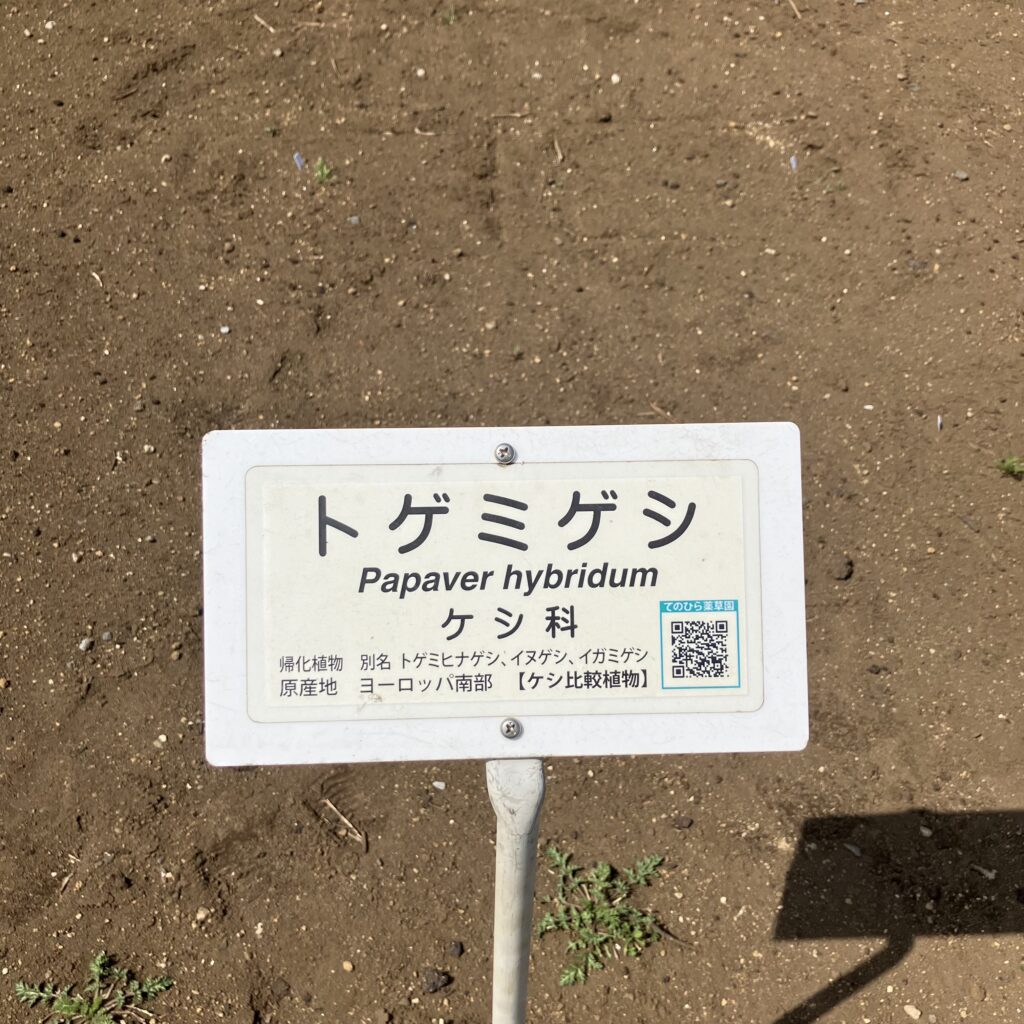 トゲミゲシ
Papaver hybridum
ケシ科
てのひら薬草園
帰化植物 別名 トゲミヒナゲシ、イヌゲシ、イガミゲシ
原産地 ヨーロッパ南部 【ケシ比較植物】